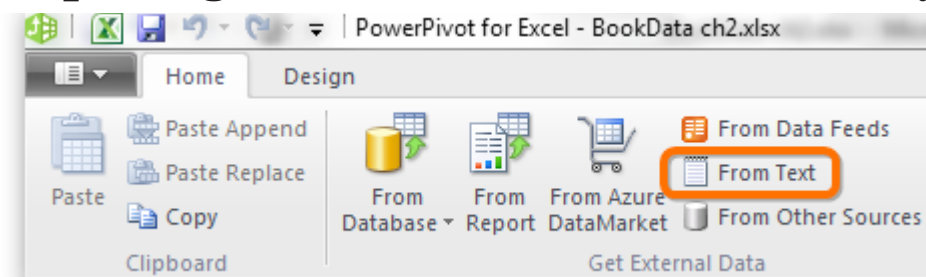 PowerPivot for Excel - BookData ch2.xlsx
Home Design
Paste
Paste Append
Paste Replace
Copy
Clipboard
From Database
From Report
From Azure DataMarket
From Data Feeds
From Text
From Other Sources
Get External Data